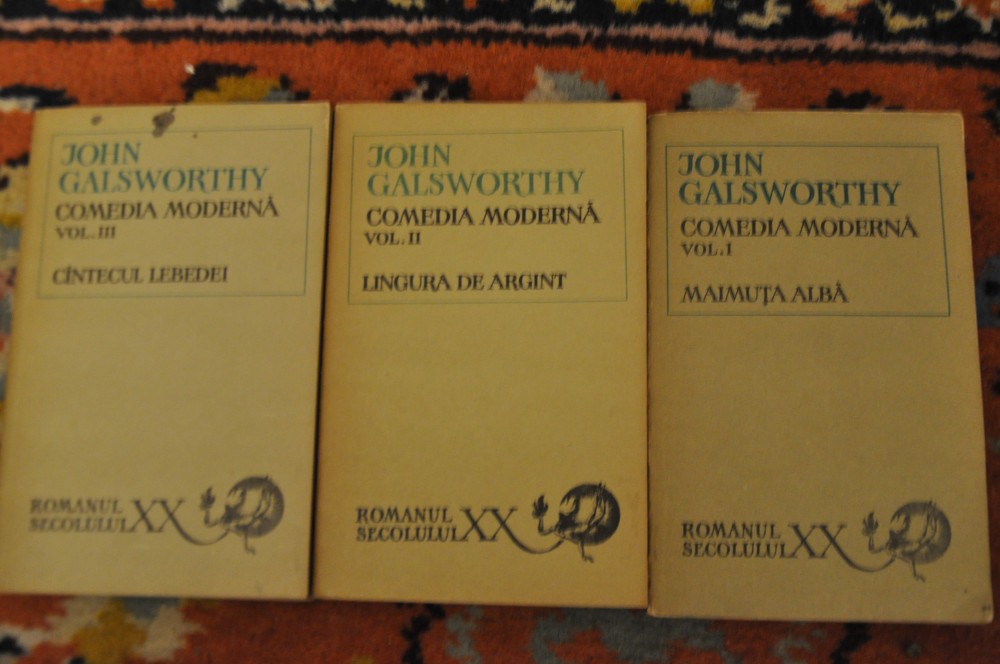 JOHN
GALSWORTHY
COMEDIA MODERNĂ
VOL. III
CÎNTECUL LEBEDEI
ROMANUL
SECOLULUI XX
JOHN
GALSWORTHY
COMEDIA MODERNĂ
VOL. II
LINGURA DE ARGINT
ROMANUL
SECOLULUI XX
JOHN
GALSWORTHY
COMEDIA MODERNĂ
VOL. I
MAIMUȚA ALBĂ
ROMANUL
SECOLULUI XX